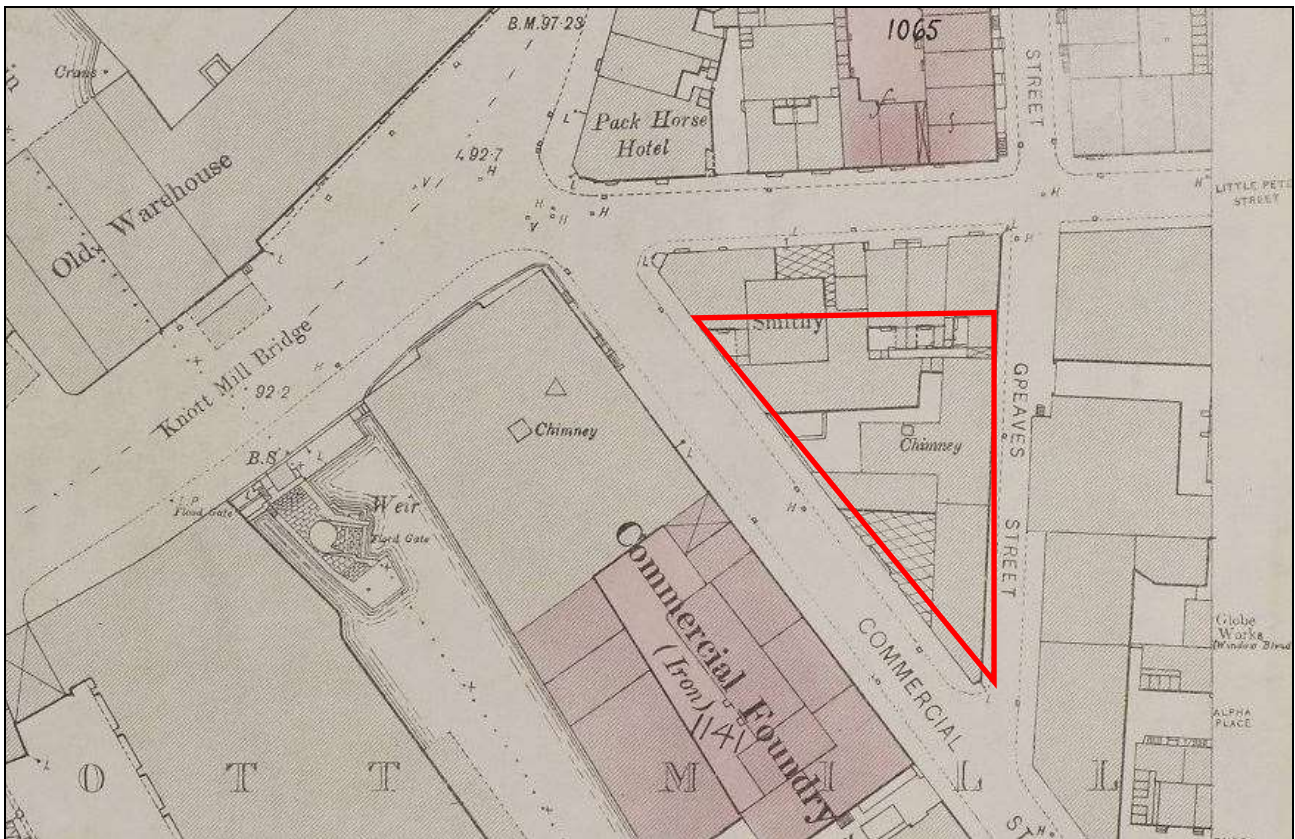 B.M. 97·23
1065
STREET
Crane
Pack Horse
Hotel
92·7
Old Warehouse
V
H
H
H
H
V
H
H
H
LITTLE PET
STREET
L
L
L
L
L
H
Knott Mill Bridge
H
92·2
Smithy
GREAVES STREET
Chimney
Chimney
B.S.
L
P
Flood Gate
Weir
Flood Gate
L
H
Commercial Foundry
(Iron)
141
COMMERCIAL
ST
Globe
Works
(Window Blind
ALPHA
PLACE
L
L
H
O T T M I L L